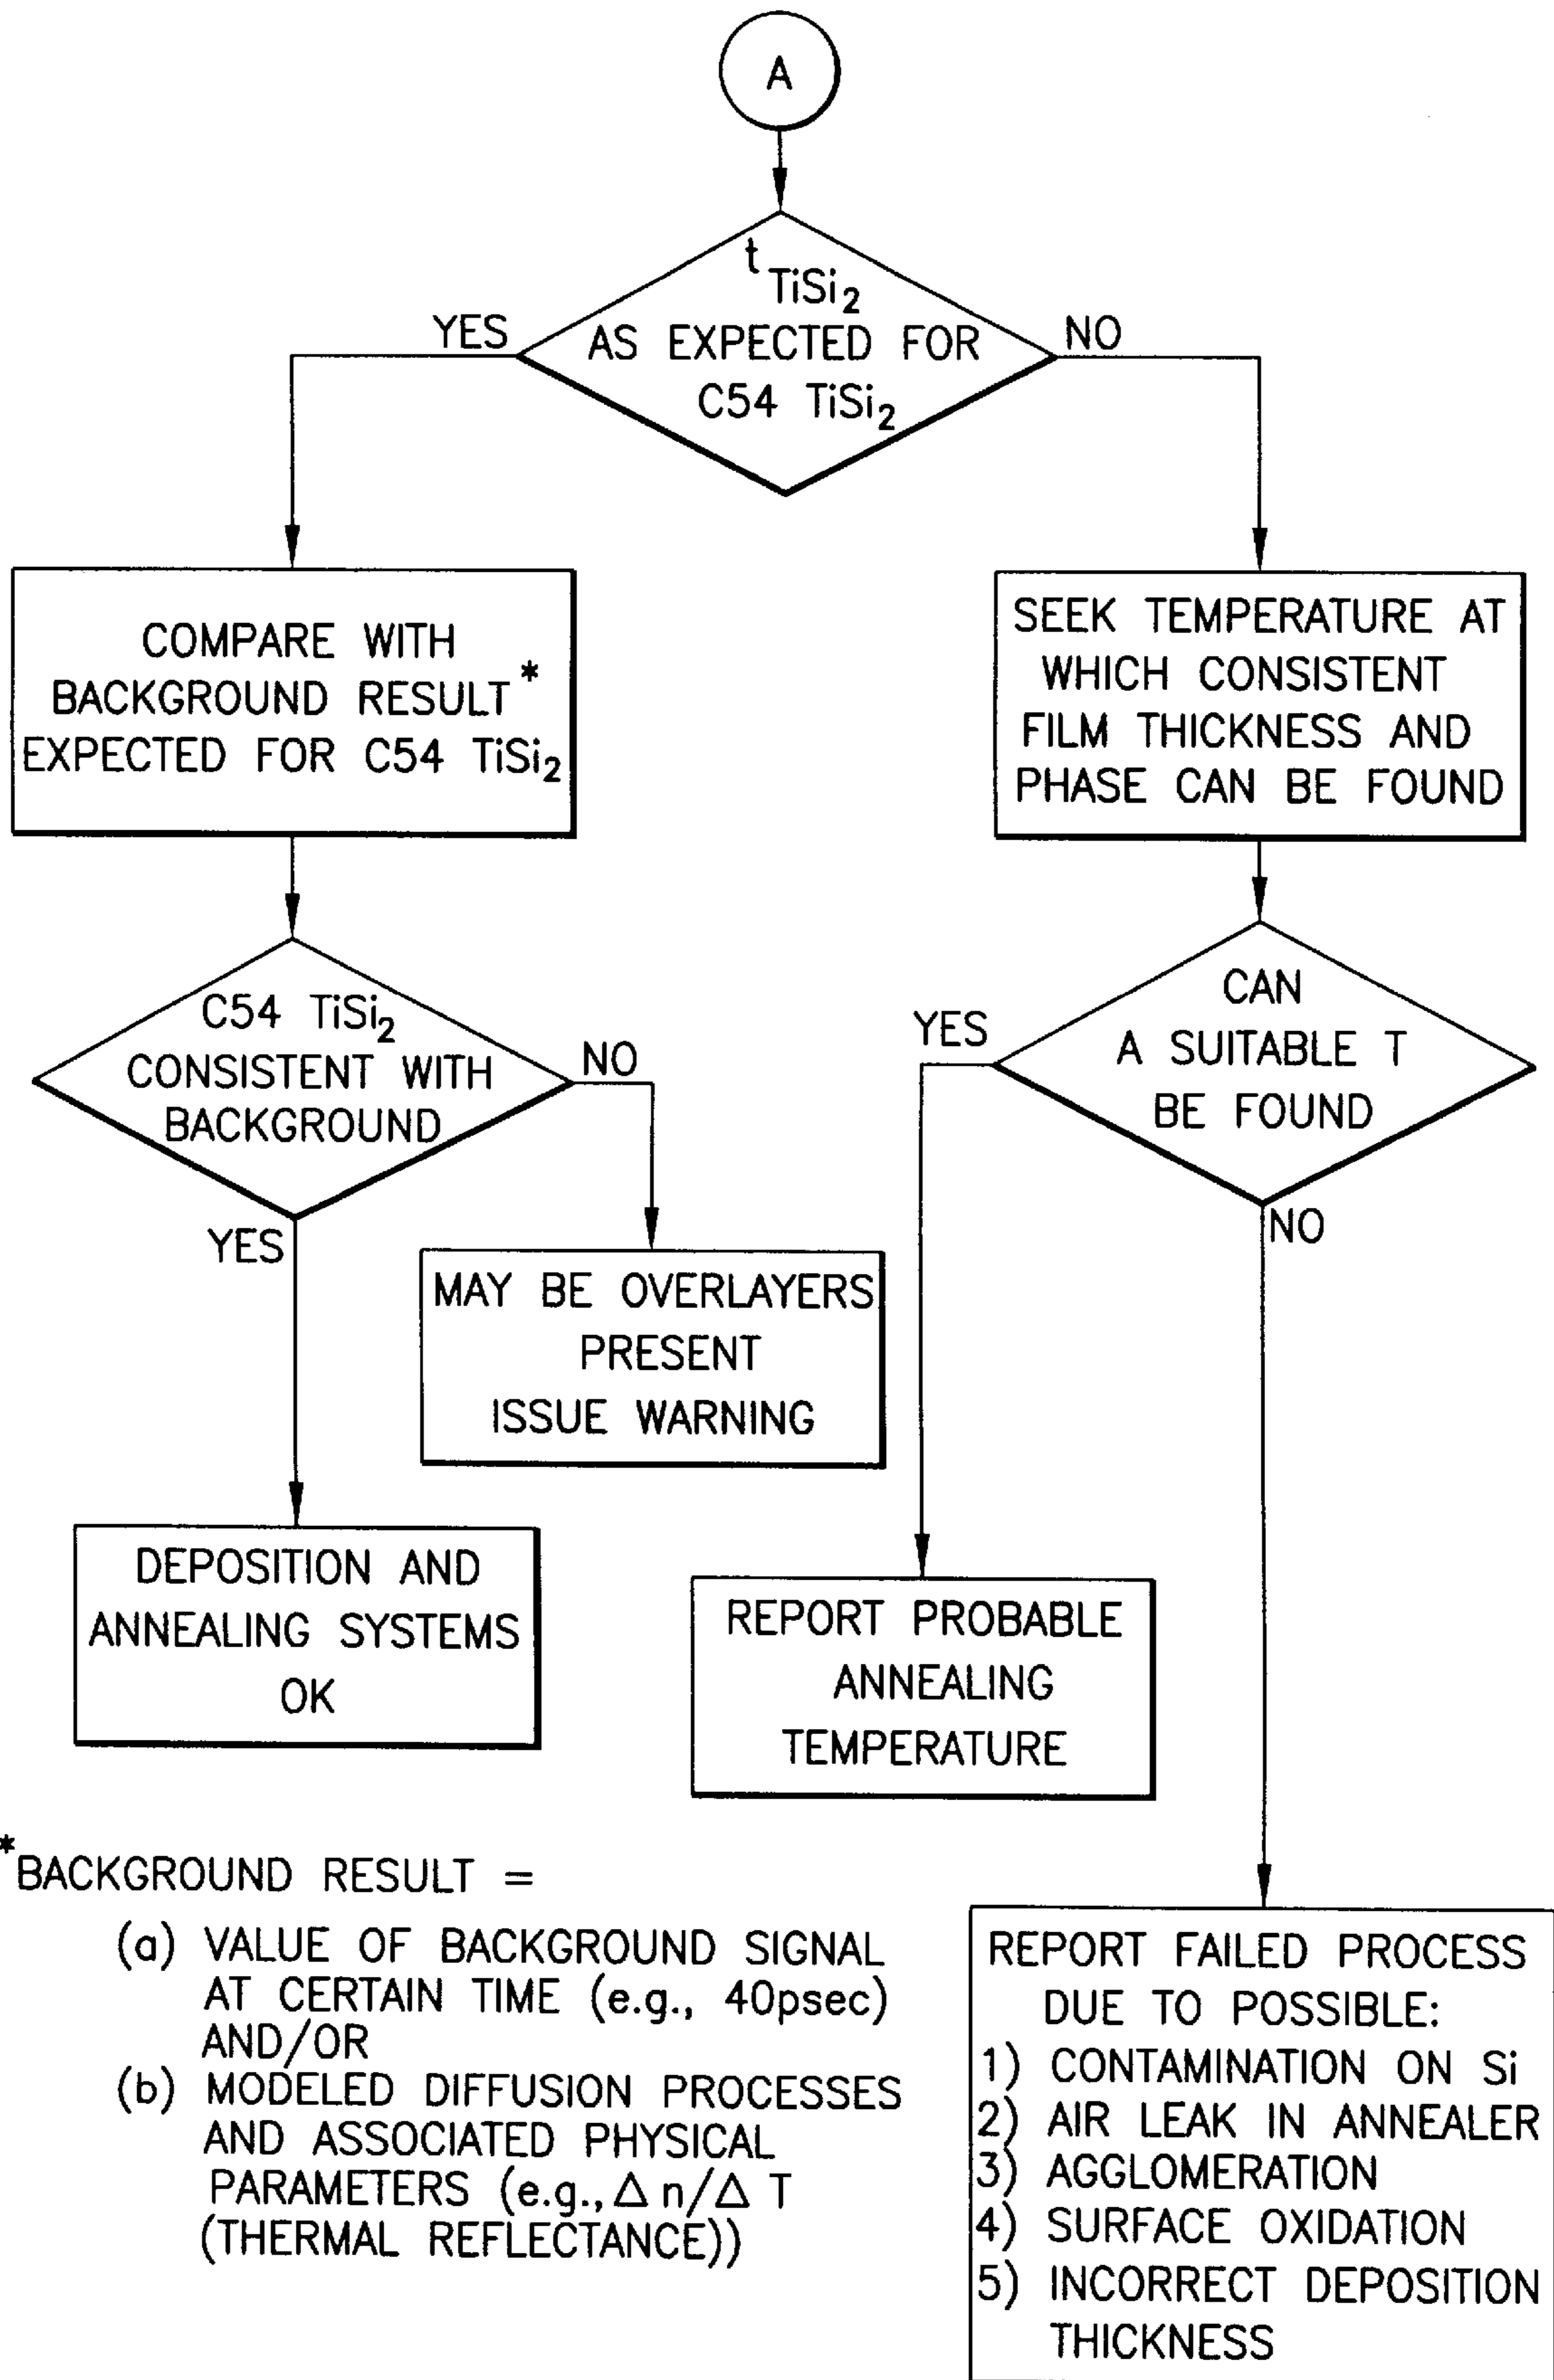 A
t TiSi2
AS EXPECTED FOR
C54 TiSi2
YES
NO
COMPARE WITH
BACKGROUND RESULT*
EXPECTED FOR C54 TiSi2
SEEK TEMPERATURE AT
WHICH CONSISTENT
FILM THICKNESS AND
PHASE CAN BE FOUND
C54 TiSi2
CONSISTENT WITH
BACKGROUND
NO
YES
CAN
A SUITABLE T
BE FOUND
YES
NO
MAY BE OVERLAYERS
PRESENT
ISSUE WARNING
DEPOSITION AND
ANNEALING SYSTEMS
OK
REPORT PROBABLE
ANNEALING
TEMPERATURE
*BACKGROUND RESULT =
(a) VALUE OF BACKGROUND SIGNAL
AT CERTAIN TIME (e.g., 40psec)
AND/OR
(b) MODELED DIFFUSION PROCESSES
AND ASSOCIATED PHYSICAL
PARAMETERS (e.g., Δ n/Δ T
(THERMAL REFLECTANCE))
REPORT FAILED PROCESS
DUE TO POSSIBLE:
1) CONTAMINATION ON Si
2) AIR LEAK IN ANNEALER
3) AGGLOMERATION
4) SURFACE OXIDATION
5) INCORRECT DEPOSITION
THICKNESS